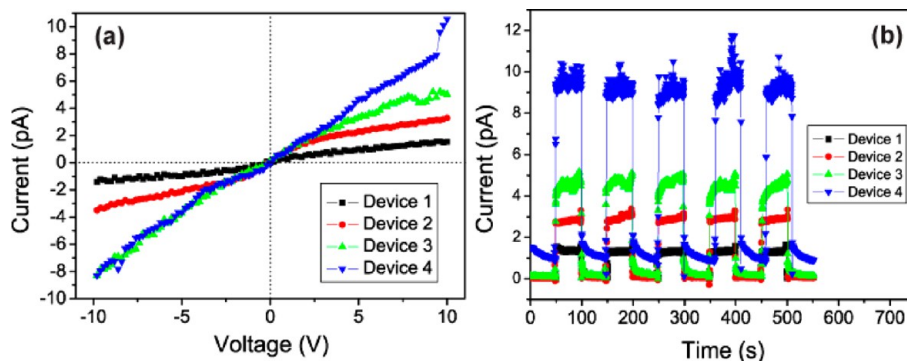 (a)
Current (pA)
10
8
6
4
2
0
-2
-4
-6
-8
-10
-10
-5
0
5
10
Voltage (V)
Device 1
Device 2
Device 3
Device 4
(b)
Current (pA)
12
10
8
6
4
2
0
0
100
200
300
400
500
600
700
Time (s)
Device 1
Device 2
Device 3
Device 4